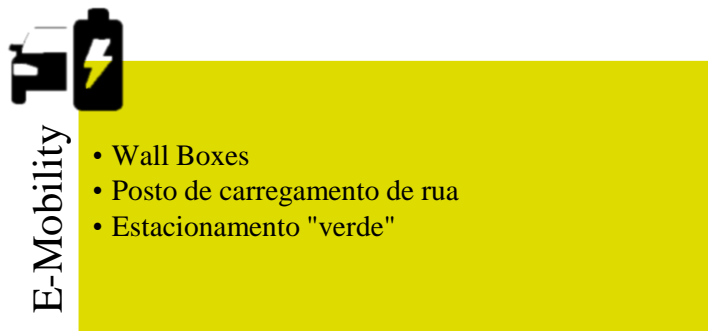 E-Mobility
• Wall Boxes
• Posto de carregamento de rua
• Estacionamento "verde"